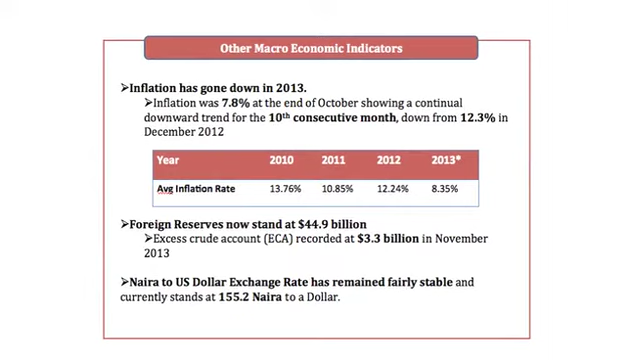 Other Macro Economic Indicators
➢Inflation has gone down in 2013.
➢Inflation was 7.8% at the end of October showing a continual
downward trend for the 10th consecutive month, down from 12.3% in
December 2012
Year 2010 2011 2012 2013*
Avg Inflation Rate 13.76% 10.85% 12.24% 8.35%
➢Foreign Reserves now stand at $44.9 billion
➢Excess crude account (ECA) recorded at $3.3 billion in November
2013
➢Naira to US Dollar Exchange Rate has remained fairly stable and
currently stands at 155.2 Naira to a Dollar.